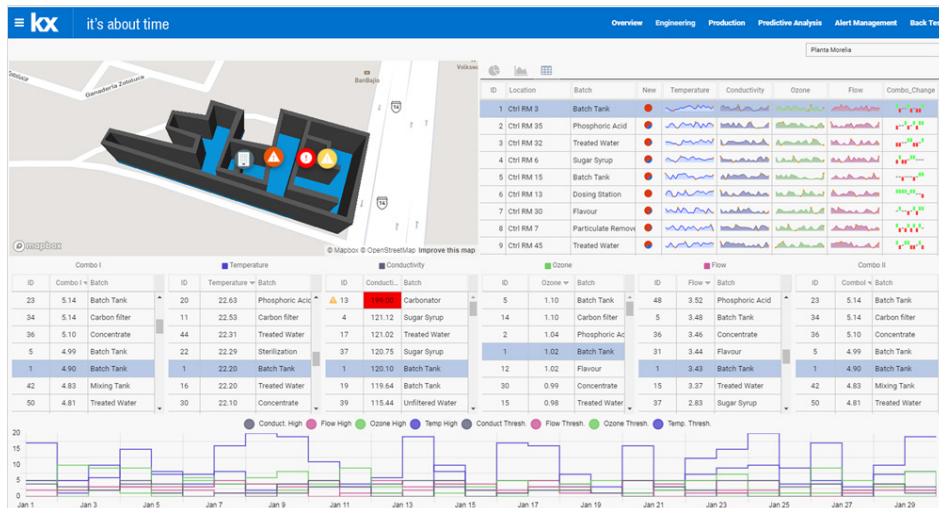 ≡ kx it's about time Overview Engineering Production Predictive Analysis Alert Management Back Tes
Planta Morelia
Ganadería Zotoluca
BanBajío
Volksw
14
14
mapbox
© Mapbox © OpenStreetMap Improve this map
ID Location Batch New Temperature Conductivity Ozone Flow Combo_Change
1 Ctrl RM 3 Batch Tank
2 Ctrl RM 35 Phosphoric Acid
3 Ctrl RM 32 Treated Water
4 Ctrl RM 6 Sugar Syrup
5 Ctrl RM 15 Batch Tank
6 Ctrl RM 13 Dosing Station
7 Ctrl RM 30 Flavour
8 Ctrl RM 7 Particulate Remove
9 Ctrl RM 45 Treated Water
Combo I
ID Combo I Batch
23 5.14 Batch Tank
34 5.14 Carbon filter
36 5.10 Concentrate
5 4.99 Batch Tank
1 4.90 Batch Tank
42 4.83 Mixing Tank
50 4.81 Treated Water
Temperature
ID Temperature Batch
20 22.63 Phosphoric Ac
11 22.53 Carbon filter
44 22.31 Treated Water
22 22.29 Sterilization
1 22.20 Batch Tank
16 22.20 Treated Water
30 22.10 Concentrate
Conductivity
ID Conducti... Batch
13 199.00 Carbonator
4 121.12 Sugar Syrup
17 121.02 Treated Water
37 120.75 Sugar Syrup
1 120.10 Batch Tank
19 119.64 Batch Tank
39 115.44 Unfiltered Water
Ozone
ID Ozone Batch
5 1.10 Batch Tank
14 1.10 Carbon filter
2 1.04 Phosphoric Ac
1 1.02 Batch Tank
12 1.02 Flavour
30 0.99 Concentrate
15 0.98 Treated Water
Flow
ID Flow Batch
48 3.52 Phosphoric Acid
5 3.48 Batch Tank
36 3.46 Concentrate
31 3.44 Flavour
1 3.43 Batch Tank
15 3.37 Treated Water
37 2.83 Sugar Syrup
Combo II
ID Combol Batch
23 5.14 Batch Tank
34 5.14 Carbon filter
36 5.10 Concentrate
5 4.99 Batch Tank
1 4.90 Batch Tank
42 4.83 Mixing Tank
50 4.81 Treated Water
Conduct. High Flow High Ozone High Temp High Conduct Thresh. Flow Thresh. Ozone Thresh. Temp. Thresh.
20
15
10
5
0
Jan 1 Jan 3 Jan 5 Jan 7 Jan 9 Jan 11 Jan 13 Jan 15 Jan 17 Jan 19 Jan 21 Jan 23 Jan 25 Jan 27 Jan 29